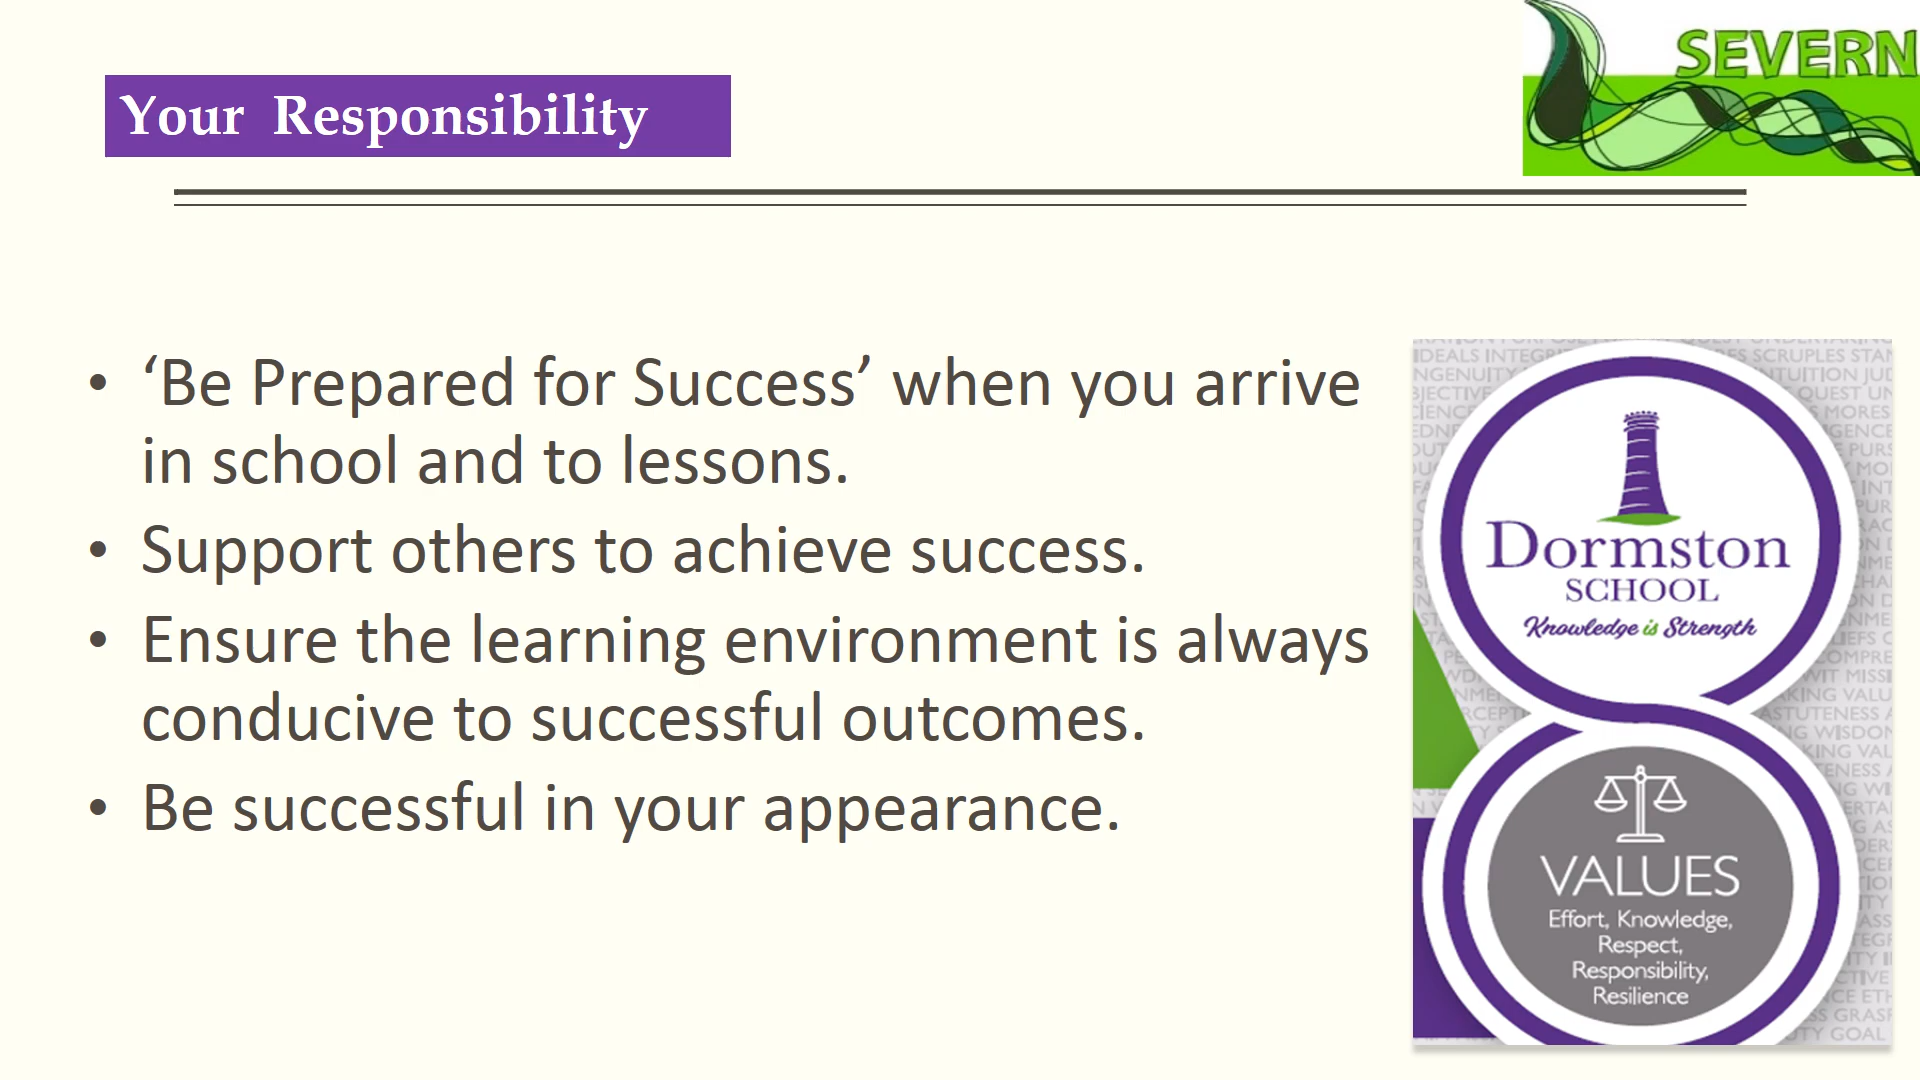 SEVERN
Your Responsibility
• ‘Be Prepared for Success’ when you arrive
in school and to lessons.
• Support others to achieve success.
• Ensure the learning environment is always
conducive to successful outcomes.
• Be successful in your appearance.
Dormston
SCHOOL
Knowledge is Strength
VALUES
Effort, Knowledge,
Respect,
Responsibility,
Resilience